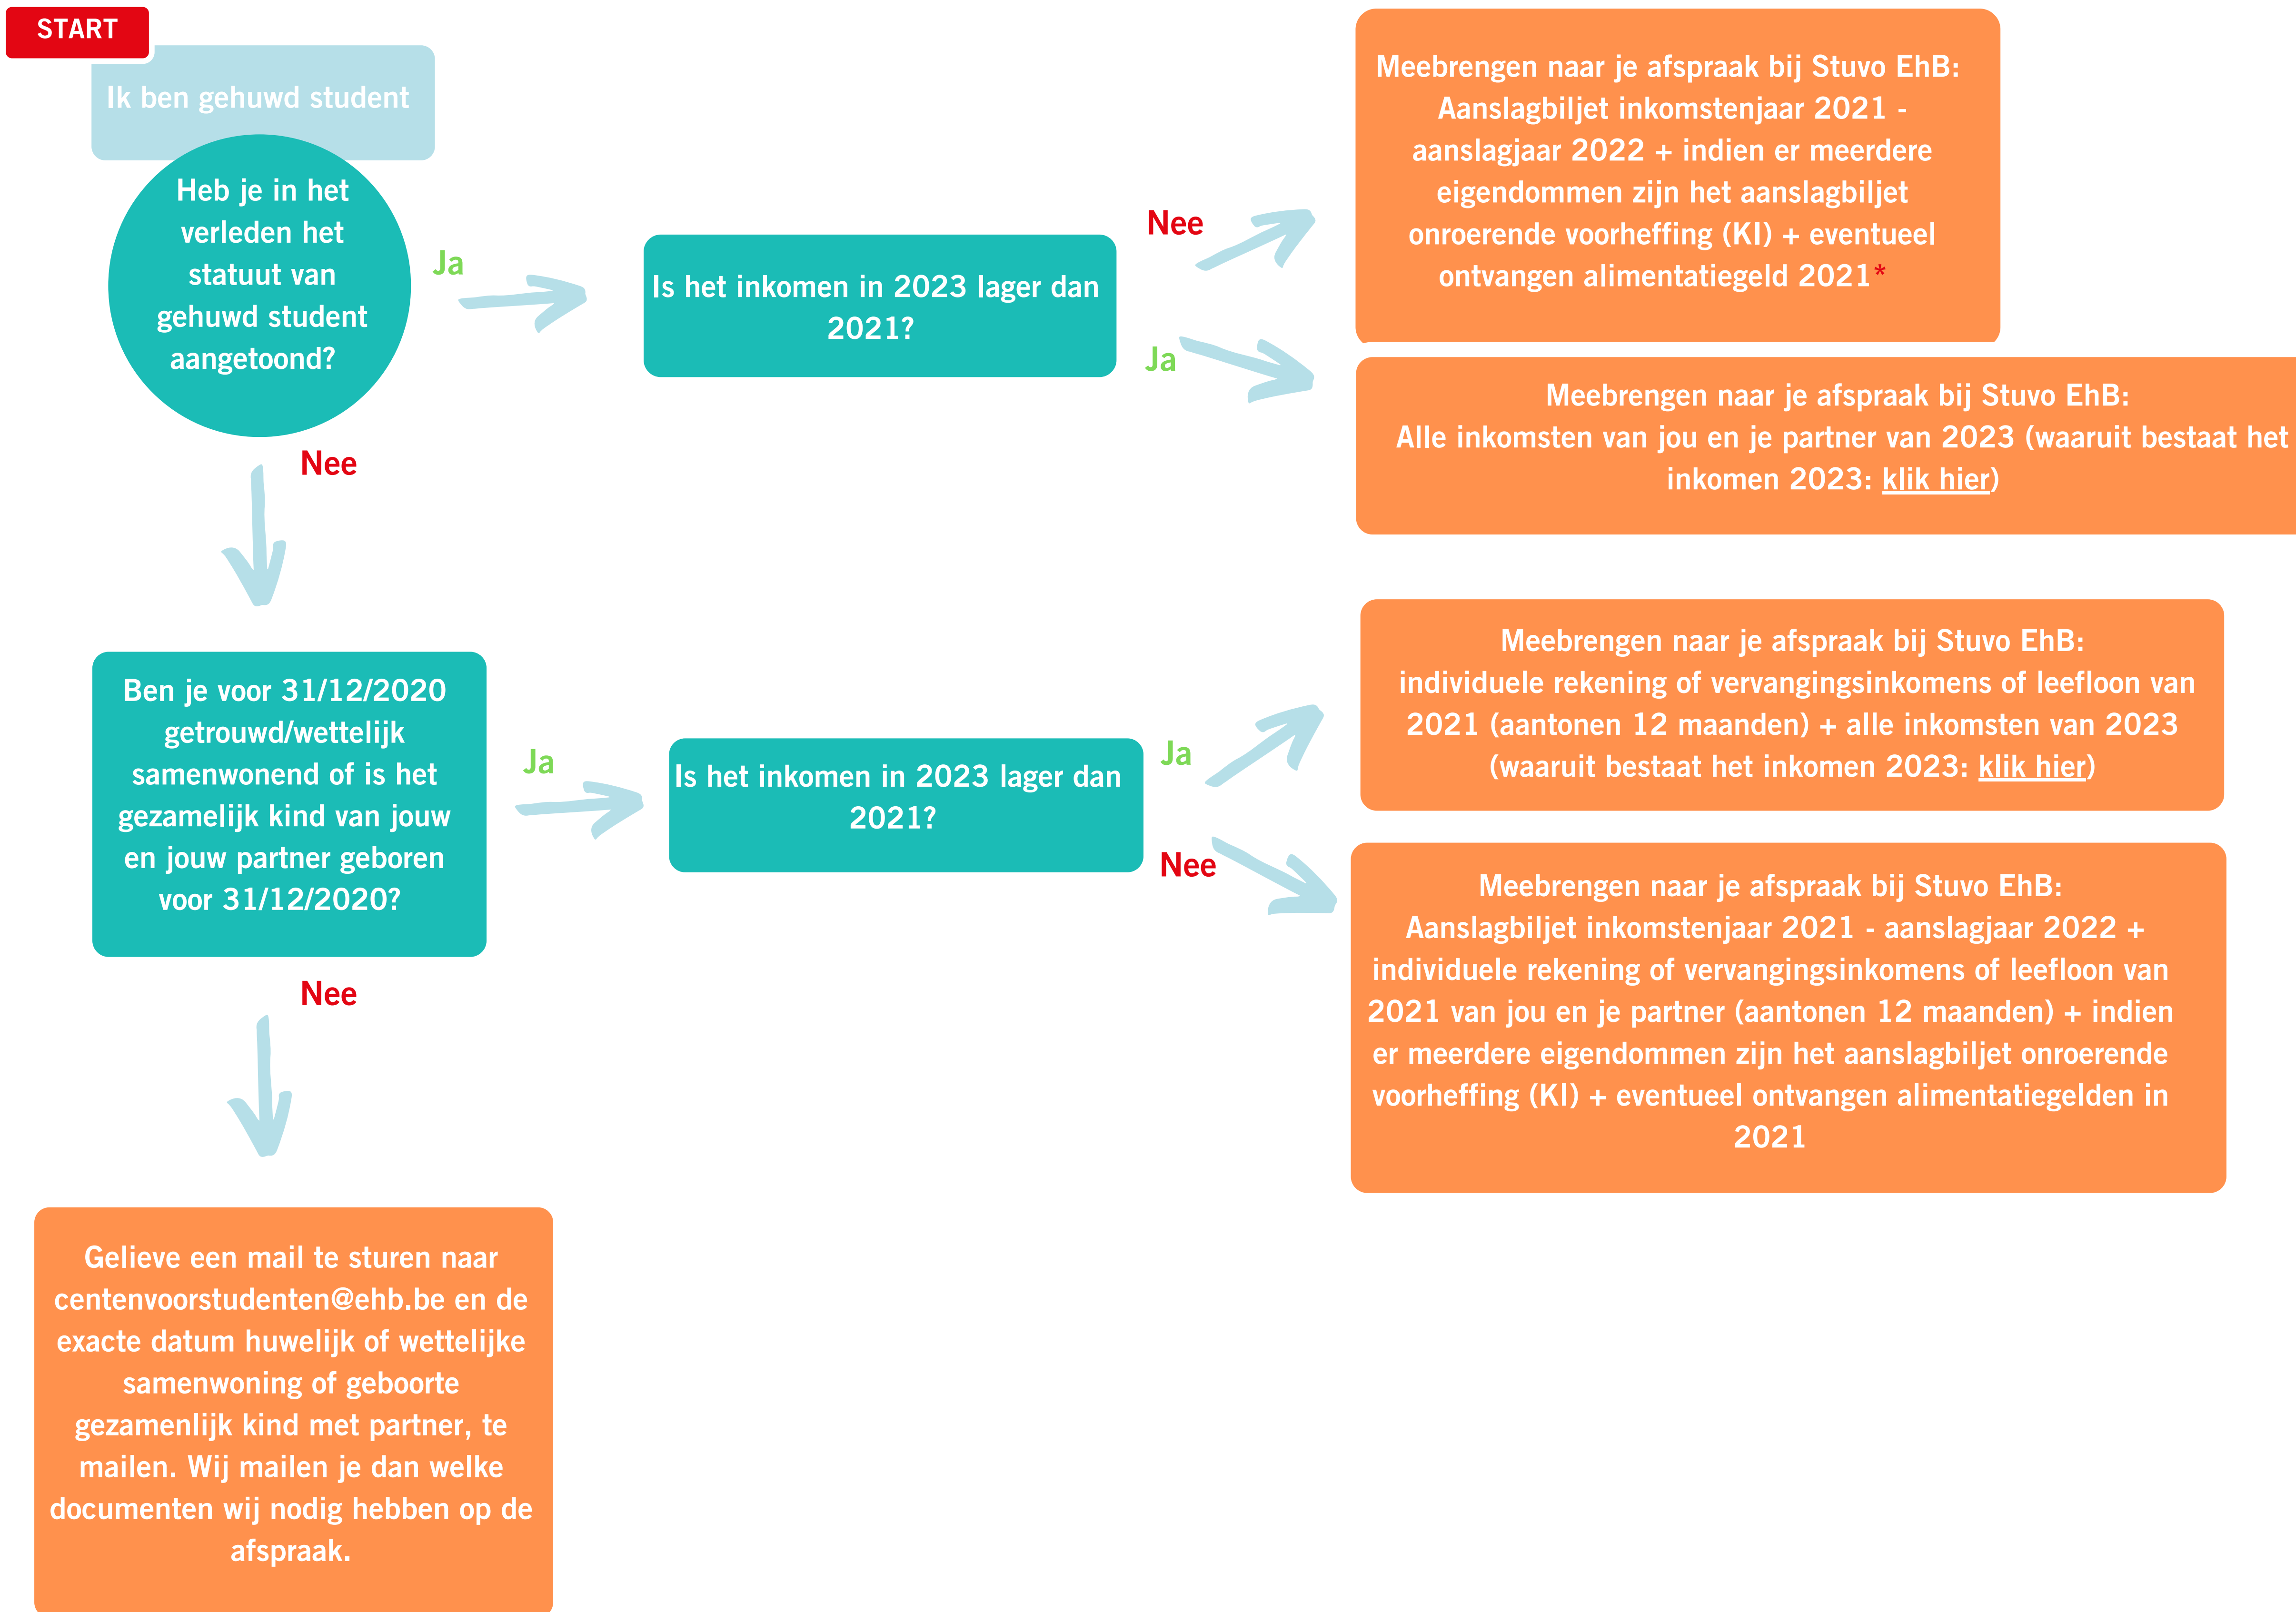 START
Ik ben gehuwd student
Heb je in het
verleden het
statuut van
gehuwd student
aangetoond?
Ja
Is het inkomen in 2023 lager dan
2021?
Nee
Meebrengen naar je afspraak bij Stuvo EhB:
Aanslagbiljet inkomstenjaar 2021 -
aanslagjaar 2022 + indien er meerdere
eigendommen zijn het aanslagbiljet
onroerende voorheffing (KI) + eventueel
ontvangen alimentatiegeld 2021*
Ja
Meebrengen naar je afspraak bij Stuvo EhB:
Alle inkomsten van jou en je partner van 2023 (waaruit bestaat het
inkomen 2023: klik hier)
Nee
Ben je voor 31/12/2020
getrouwd/wettelijk
samenwonend of is het
gezamelijk kind van jouw
en jouw partner geboren
voor 31/12/2020?
Ja
Is het inkomen in 2023 lager dan
2021?
Ja
Meebrengen naar je afspraak bij Stuvo EhB:
individuele rekening of vervangingsinkomens of leefloon van
2021 (aantonen 12 maanden) + alle inkomsten van 2023
(waaruit bestaat het inkomen 2023: klik hier)
Nee
Meebrengen naar je afspraak bij Stuvo EhB:
Aanslagbiljet inkomstenjaar 2021 - aanslagjaar 2022 +
individuele rekening of vervangingsinkomens of leefloon van
2021 van jou en je partner (aantonen 12 maanden) + indien
er meerdere eigendommen zijn het aanslagbiljet onroerende
voorheffing (KI) + eventueel ontvangen alimentatiegelden in
2021
Nee
Gelieve een mail te sturen naar
centenvoorstudenten@ehb.be en de
exacte datum huwelijk of wettelijke
samenwoning of geboorte
gezamenlijk kind met partner, te
mailen. Wij mailen je dan welke
documenten wij nodig hebben op de
afspraak.